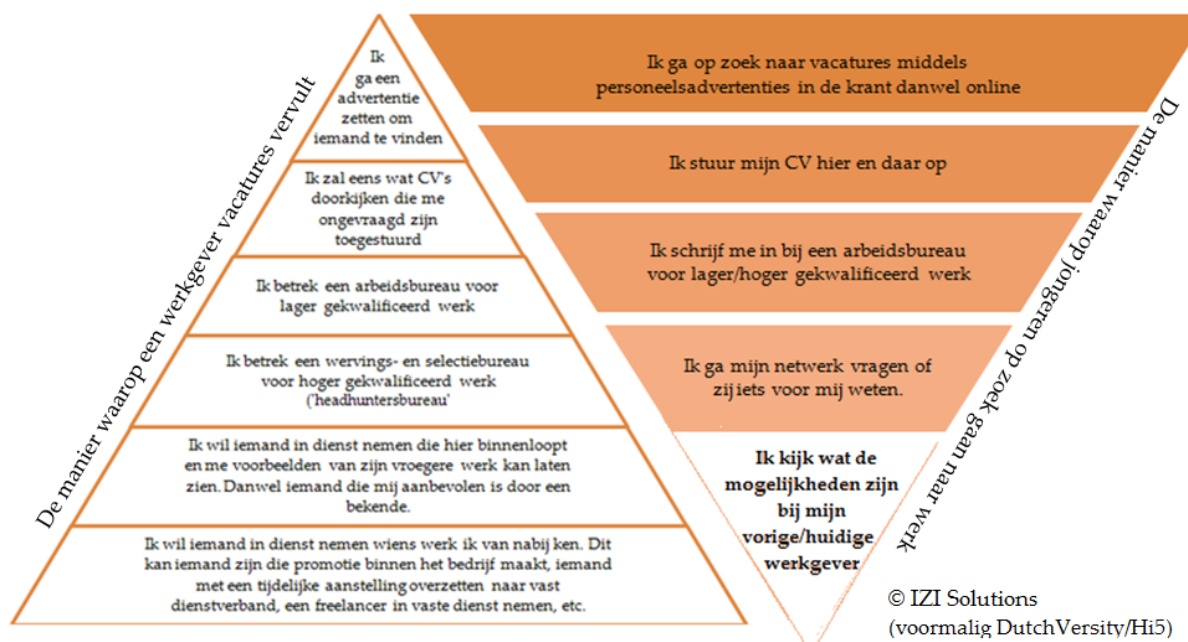 De manier waarop een werkgever vacatures vervult
Ik
ga een
advertentie
zetten om
iemand te vinden
Ik zal eens wat CV's
doorkijken die me
ongevraagd zijn
toegestuurd
Ik betrek een arbeidsbureau voor
lager gekwalificeerd werk
Ik betrek een wervings- en selectiebureau
voor hoger gekwalificeerd werk
('headhuntersbureau'
Ik wil iemand in dienst nemen die hier binnenloopt
en me voorbeelden van zijn vroegere werk kan laten
zien. Danwel iemand die mij aanbevolen is door een
bekende.
Ik wil iemand in dienst nemen wiens werk ik van nabij ken. Dit
kan iemand zijn die promotie binnen het bedrijf maakt, iemand
met een tijdelijke aanstelling overzetten naar vast
dienstverband, een freelancer in vaste dienst nemen, etc.
Ik ga op zoek naar vacatures middels
personeelsadvertenties in de krant danwel online
Ik stuur mijn CV hier en daar op
Ik schrijf me in bij een arbeidsbureau
voor lager/hoger gekwalificeerd werk
Ik ga mijn netwerk vragen of
zij iets voor mij weten.
Ik kijk wat de
mogelijkheden zijn
bij mijn
vorige/huidige
werkgever
De manier waarop jongeren op zoek gaan naar werk
© IZI Solutions
(voormalig DutchVersity/Hi5)